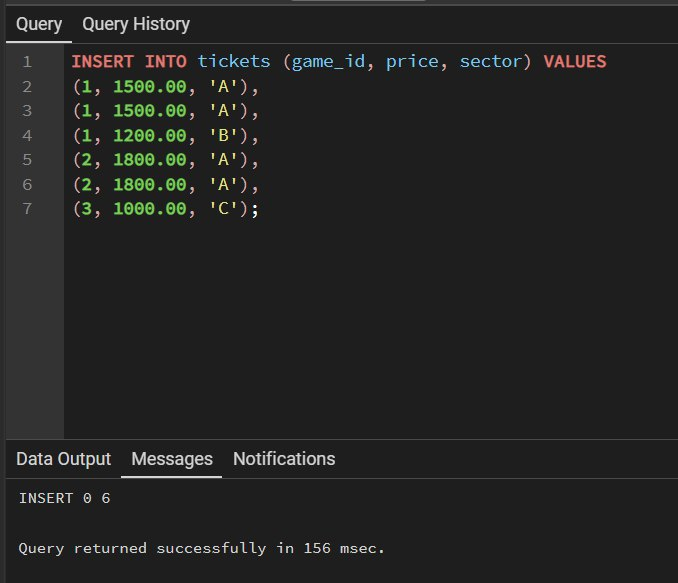 Query Query History
1 INSERT INTO tickets (game_id, price, sector) VALUES
2 (1, 1500.00, 'A'),
3 (1, 1500.00, 'A'),
4 (1, 1200.00, 'B'),
5 (2, 1800.00, 'A'),
6 (2, 1800.00, 'A'),
7 (3, 1000.00, 'C');
Data Output Messages Notifications
INSERT 0 6
Query returned successfully in 156 msec.